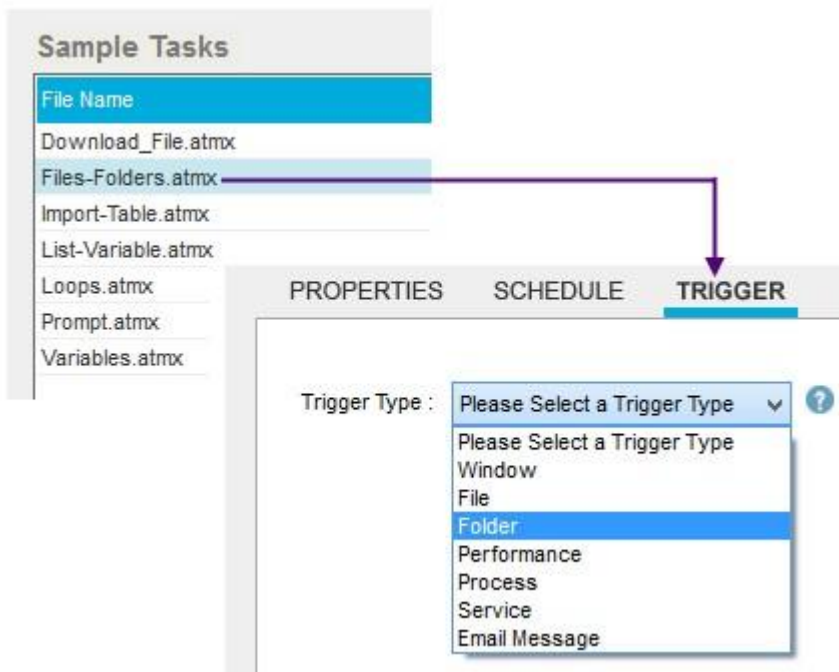 Sample Tasks
File Name
Download_File.atmx
Files-Folders.atmx
Import-Table.atmx
List-Variable.atmx
Loops.atmx
Prompt.atmx
Variables.atmx
PROPERTIES SCHEDULE TRIGGER
Trigger Type : Please Select a Trigger Type ?
Please Select a Trigger Type
Window
File
Folder
Performance
Process
Service
Email Message